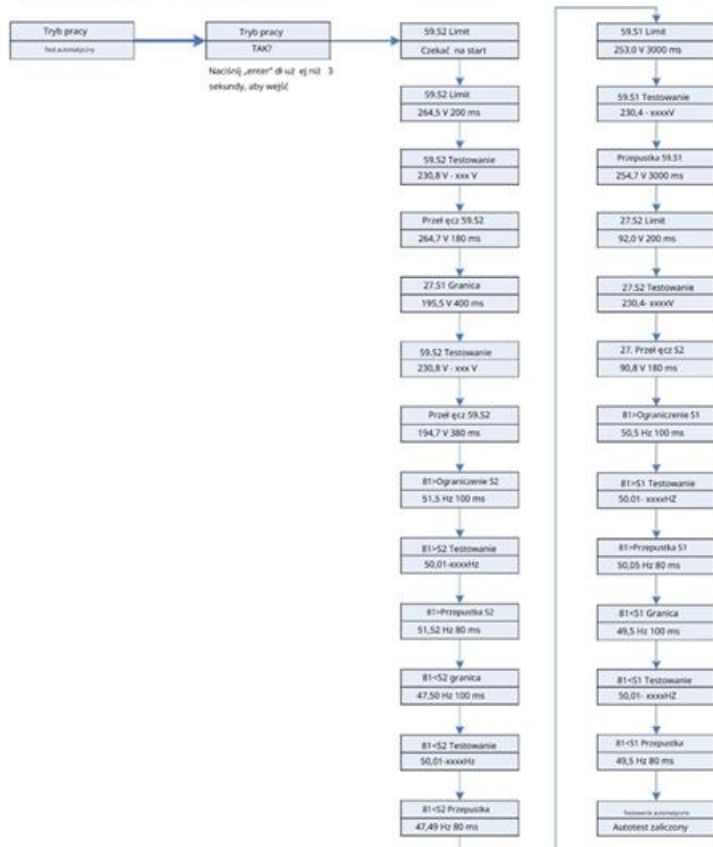 Tryb pracy
Test automatyczny
Tryb pracy
TAK?
Naciśnij „enter" dł uż ej niż 3
sekundy, aby wejść
59.S2 Limit
Czekać na start
59.S2 Limit
264,5 V 200 ms
59.S2 Testowanie
230,8 V - xxx V
Przeł ęcz 59.S2
264,7 V 180 ms
27.S1 Granica
195,5 V 400 ms
59.S2 Testowanie
230,8 V - xxx V
Przeł ęcz 59.S2
194,7 V 380 ms
81>Ograniczenie S2
51,5 Hz 100 ms
81>S2 Testowanie
50,01-xxxxHz
81>Przepustka S2
51,52 Hz 80 ms
81<S2 granica
47,50 Hz 100 ms
81<S2 Testowanie
50,01-xxxxHz
81<S2 Przepustka
47,49 Hz 80 ms
59.S1 Limit
253,0 V 3000 ms
59.S1 Testowanie
230,4 - xxxxV
Przepustka 59.S1
254,7 V 3000 ms
27.S2 Limit
92,0 V 200 ms
27.S2 Testowanie
230,4- xxxxV
27. Przeł ęcz S2
90,8 V 180 ms
81>Ograniczenie S1
50,5 Hz 100 ms
81>S1 Testowanie
50.01- xxxxHZ
81>Przepustka S1
50,05 Hz 80 ms
81<S1 Granica
49,5 Hz 100 ms
81<S1 Testowanie
50,01- xxxxHZ
81<S1 Przepustka
49,5 Hz 80 ms
Testowanie automatyczne
Autotest zaliczony